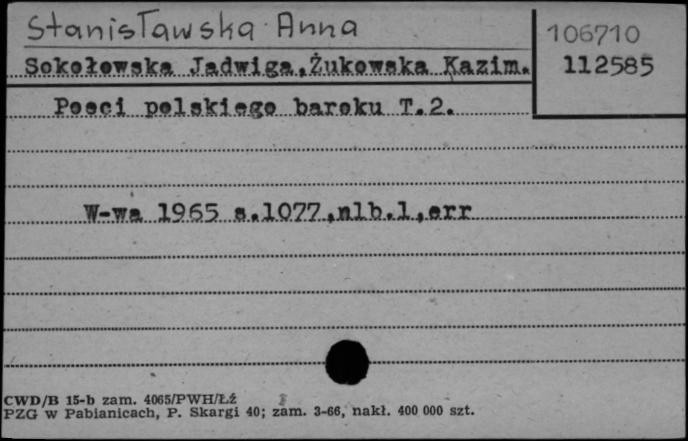 Stanisławska Anna
106710
Sokołowska Jadwiga,Żukowska Kazim.
112585
Poeci polskiego baroku T.2.
W-wa 1965 s.1077,nlb.1,err
CWD/B 15-b zam. 4065/PWH/Łź
PZG w Pabianicach, P. Skargi 40; zam. 3-66, nakł. 400 000 szt.